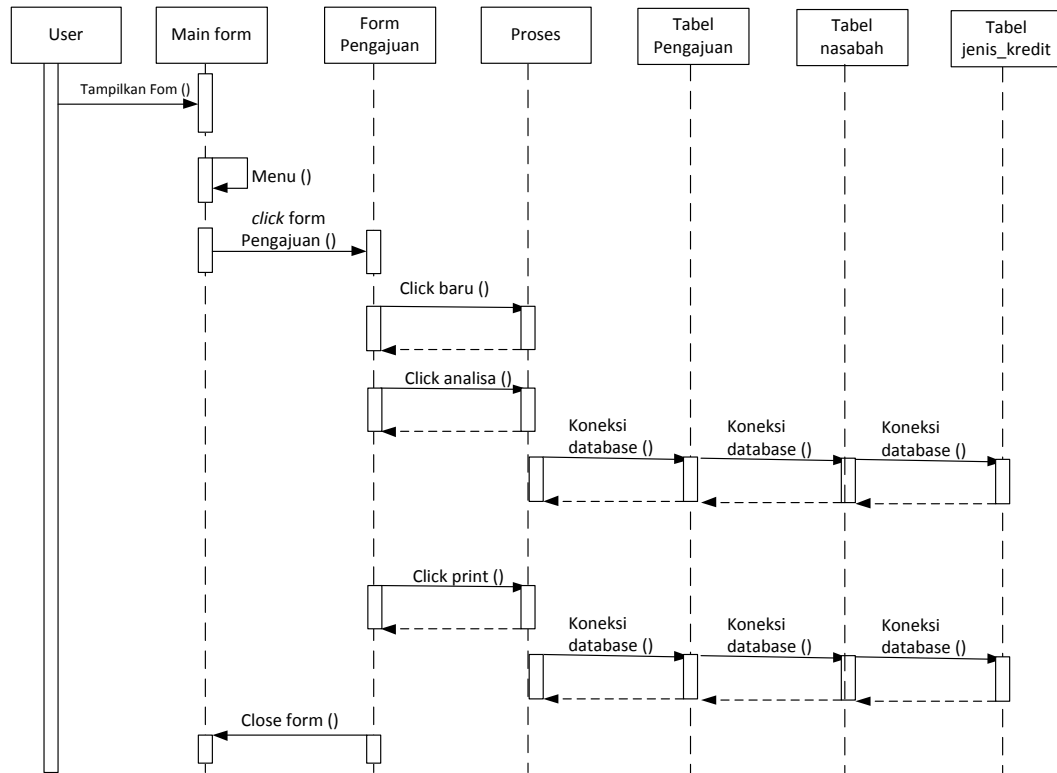 User
Main form
Form
Pengajuan
Proses
Tabel
Pengajuan
Tabel
nasabah
Tabel
jenis_kredit
Tampilkan Fom ()
Menu ()
click form
Pengajuan ()
Click baru ()
Click analisa ()
Koneksi
database ()
Koneksi
database ()
Koneksi
database ()
Click print ()
Koneksi
database ()
Koneksi
database ()
Koneksi
database ()
Close form ()